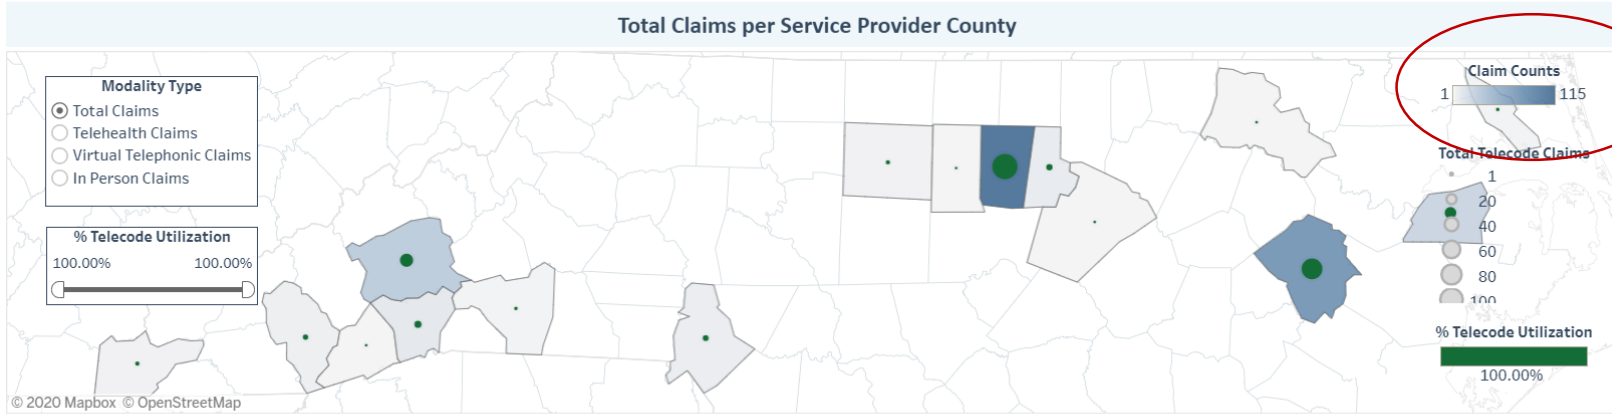 Total Claims per Service Provider County
Modality Type
Total Claims
Telehealth Claims
Virtual Telephonic Claims
In Person Claims
% Telecode Utilization
100.00% 100.00%
Claim Counts
1 115
Total Telecode Claims
1
20
40
60
80
100
% Telecode Utilization
100.00%
© 2020 Mapbox © OpenStreetMap